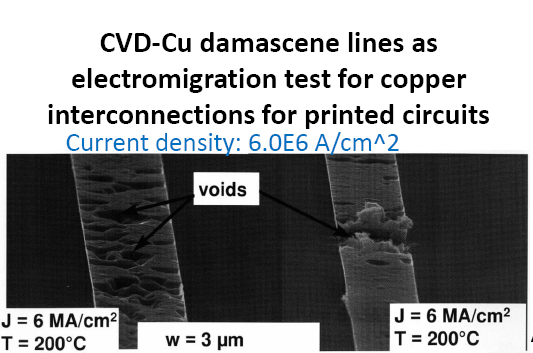 CVD-Cu damascene lines as
electromigration test for copper
interconnections for printed circuits
Current density: 6.0E6 A/cm^2
voids
J = 6 MA/cm²
T = 200°C
w = 3 μm
J = 6 MA/cm²
T = 200°C